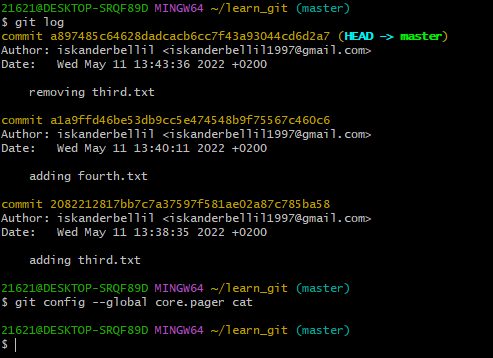 21621@DESKTOP-SRQF89D MINGW64 ~/learn_git (master)
$ git log
commit a897485c64628dadcacb6cc7f43a93044cd6d2a7 (HEAD -> master)
Author: iskanderbellil <iskanderbellil1997@gmail.com>
Date:   Wed May 11 13:43:36 2022 +0200
    removing third.txt
commit a1a9ffd46be53db9cc5e474548b9f75567c460c6
Author: iskanderbellil <iskanderbellil1997@gmail.com>
Date:   Wed May 11 13:40:11 2022 +0200
    adding fourth.txt
commit 2082212817bb7c7a37597f581ae02a87c785ba58
Author: iskanderbellil <iskanderbellil1997@gmail.com>
Date:   Wed May 11 13:38:35 2022 +0200
    adding third.txt
21621@DESKTOP-SRQF89D MINGW64 ~/learn_git (master)
$ git config --global core.pager cat
21621@DESKTOP-SRQF89D MINGW64 ~/learn_git (master)
$